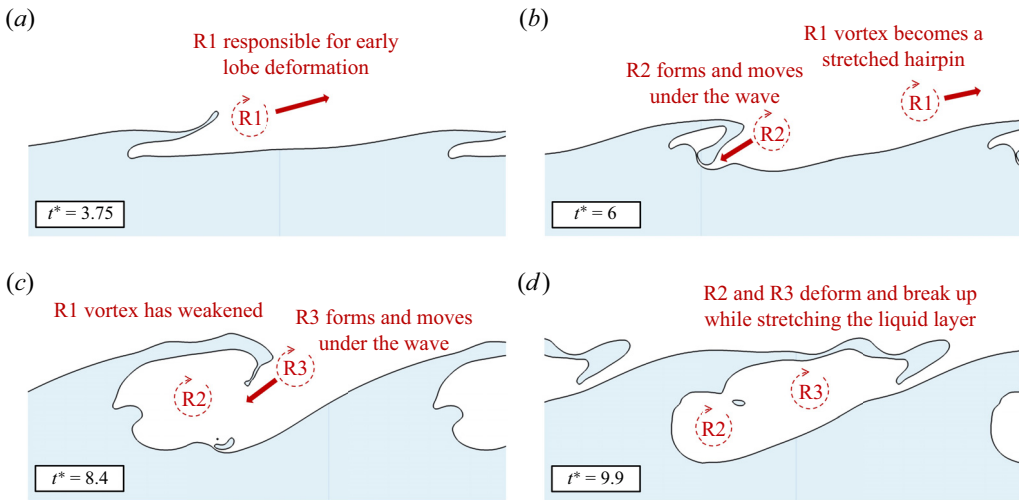 (a)
R1 responsible for early
lobe deformation
R1
t* = 3.75
(b)
R1 vortex becomes a
stretched hairpin
R2 forms and moves
under the wave
R1
R2
t* = 6
(c)
R1 vortex has weakened
R3 forms and moves
under the wave
R3
R2
t* = 8.4
(d)
R2 and R3 deform and break up
while stretching the liquid layer
R3
R2
t* = 9.9